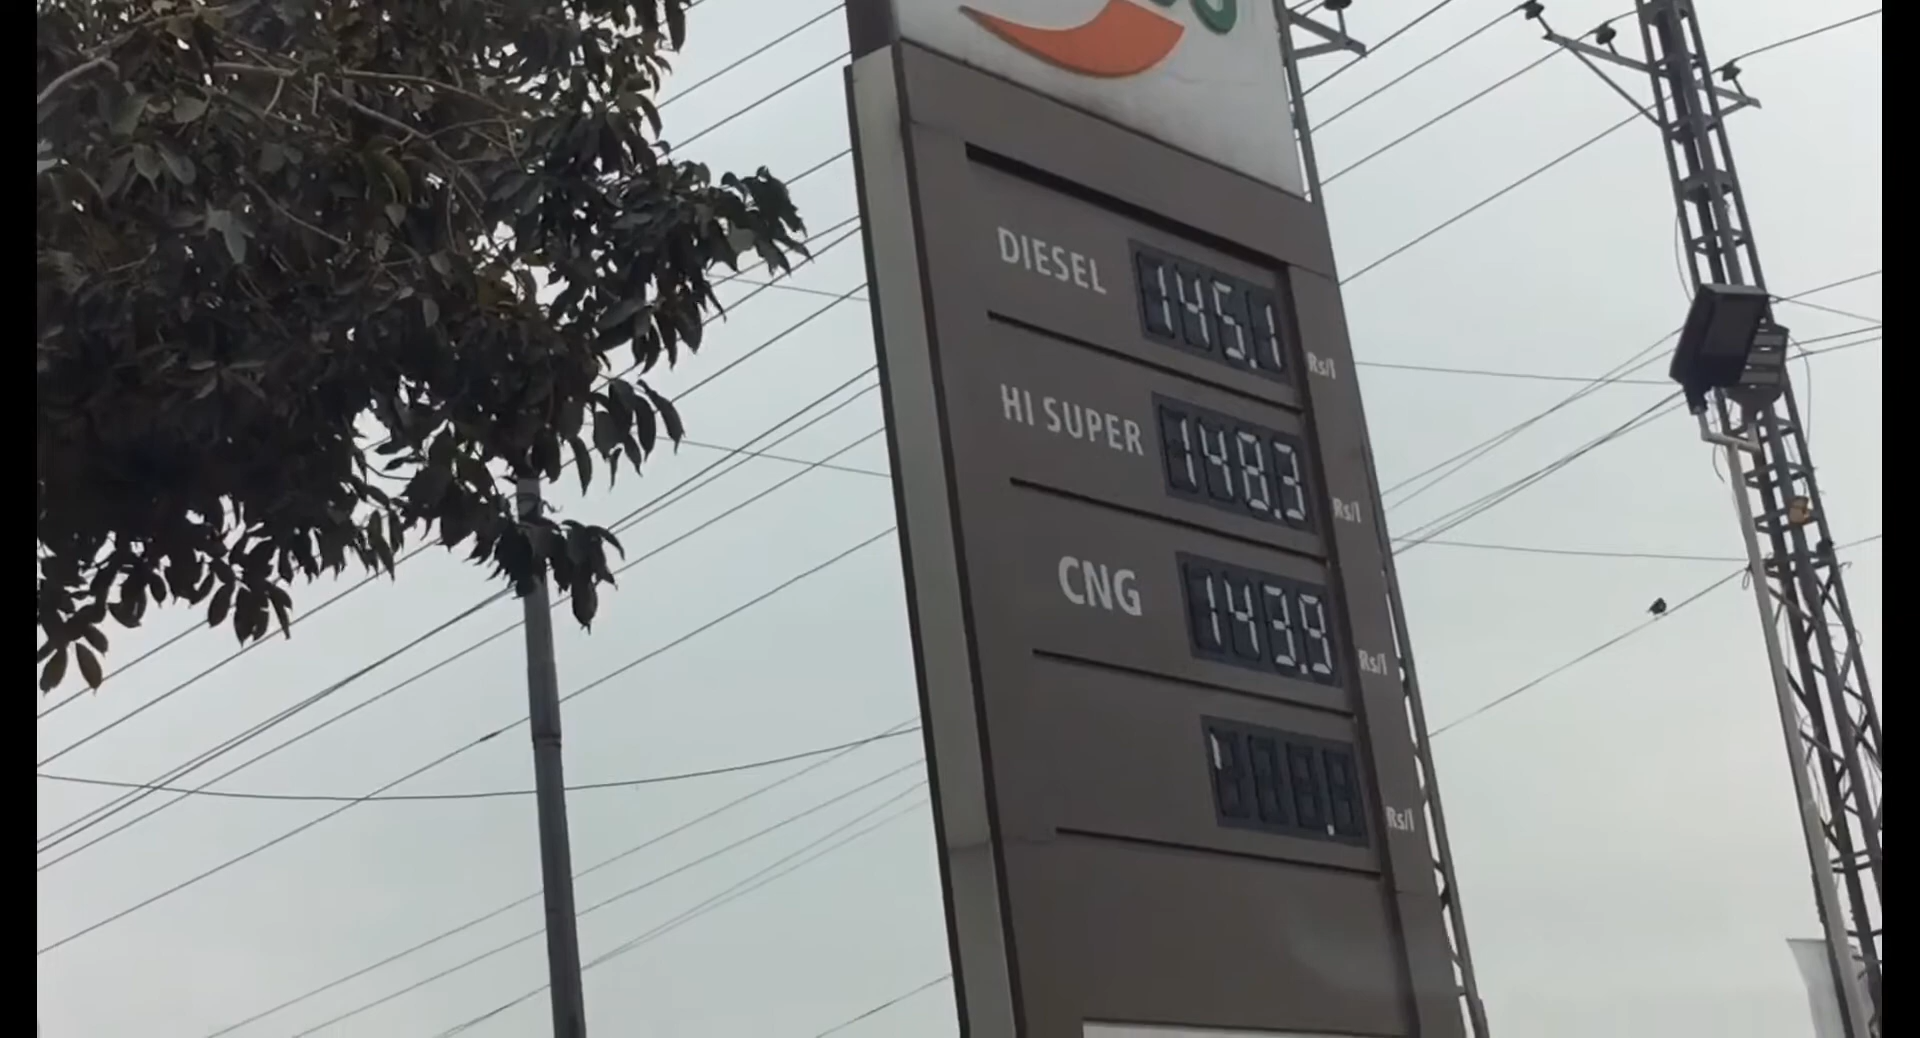 DIESEL 145.1 Rs/l
HI SUPER 148.3 Rs/l
CNG 143.9 Rs/l
Rs/l